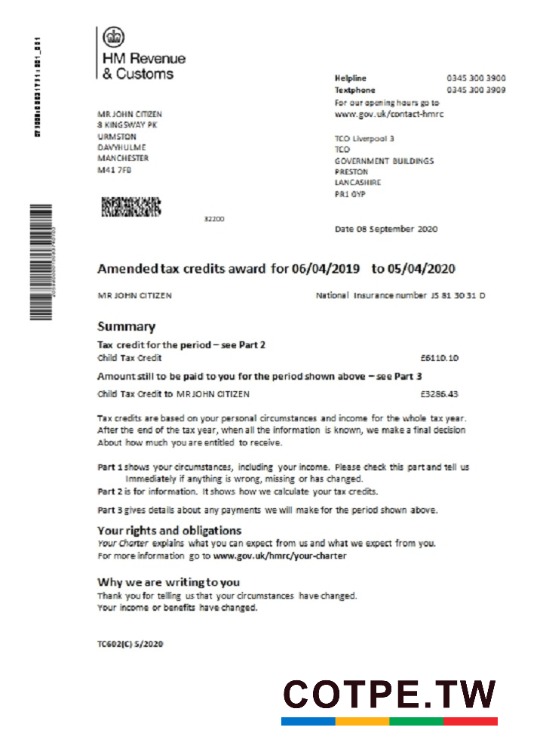 HM Revenue
& Customs
Helpline 0345 300 3900
Textphone 0345 300 3909
For our opening hours go to
www.gov.uk/contact-hmrc
MR JOHN CITIZEN
8 KINGSWAY PK
URMSTON
DAVYHULME
MANCHESTER
M41 7FB
TCO Liverpool 3
TCO
GOVERNMENT BUILDINGS
PRESTON
LANCASHIRE
PR1 0YP
X2200
Date 08 September 2020
Amended tax credits award for 06/04/2019 to 05/04/2020
MR JOHN CITIZEN National Insurance number JS 81 30 31 D
Summary
Tax credit for the period – see Part 2
Child Tax Credit £6110.10
Amount still to be paid to you for the period shown above – see Part 3
Child Tax Credit to MR JOHN CITIZEN £3286.43
Tax credits are based on your personal circumstances and income for the whole tax year.
After the end of the tax year, when all the information is known, we make a final decision
About how much you are entitled to receive.
Part 1 shows your circumstances, including your income. Please check this part and tell us
Immediately if anything is wrong, missing or has changed.
Part 2 is for information. It shows how we calculate your tax credits.
Part 3 gives details about any payments we will make for the period shown above.
Your rights and obligations
Your Charter explains what you can expect from us and what we expect from you.
For more information go to www.gov.uk/hmrc/your-charter
Why we are writing to you
Thank you for telling us that your circumstances have changed.
Your income or benefits have changed.
TC602(C) 5/2020
COTPE.TW